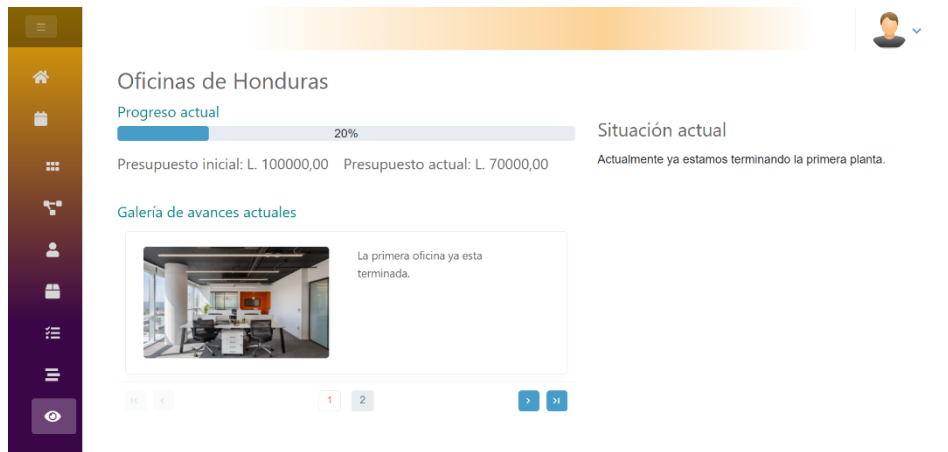 Oficinas de Honduras
Progreso actual
20%
Presupuesto inicial: L. 100000,00 Presupuesto actual: L. 70000,00
Situación actual
Actualmente ya estamos terminando la primera planta.
Galería de avances actuales
La primera oficina ya esta
terminada.
1 2